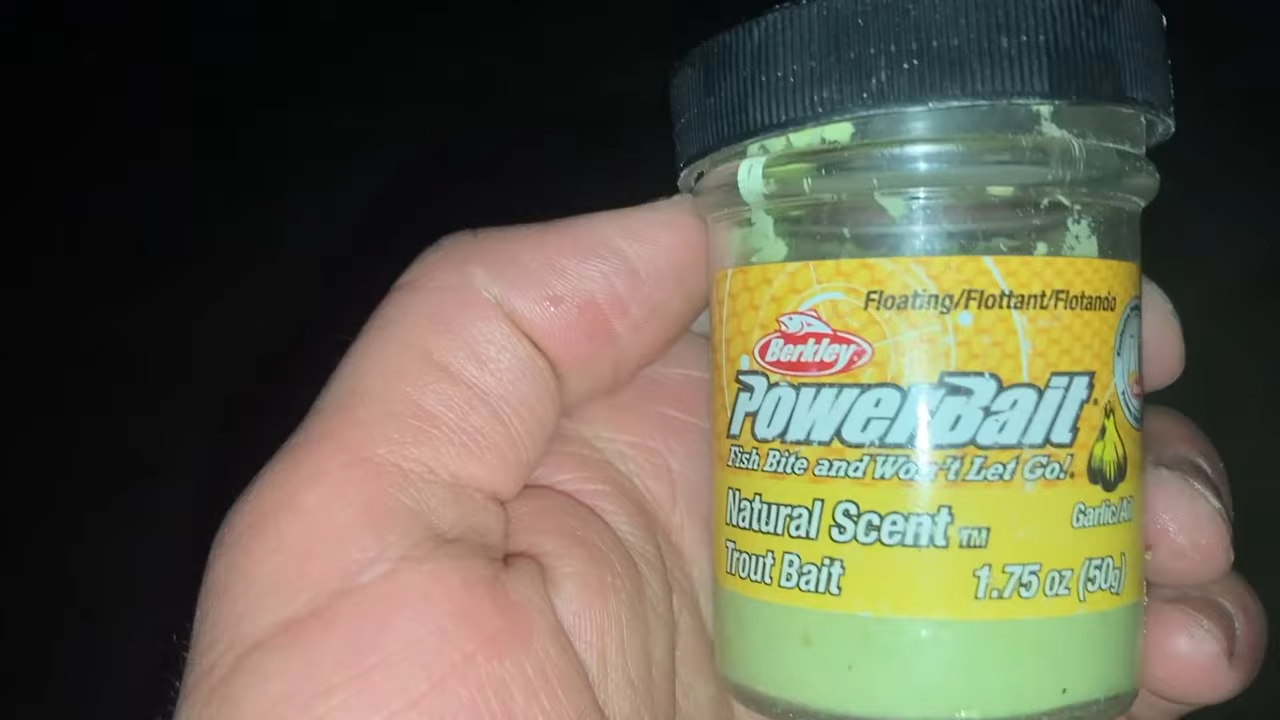 Floating/Flottant/Flotando
Berkley
PowerBait
Fish Bite and Won't Let Go!
Natural Scent™
Garlic/
Trout Bait
1.75 oz (50g)